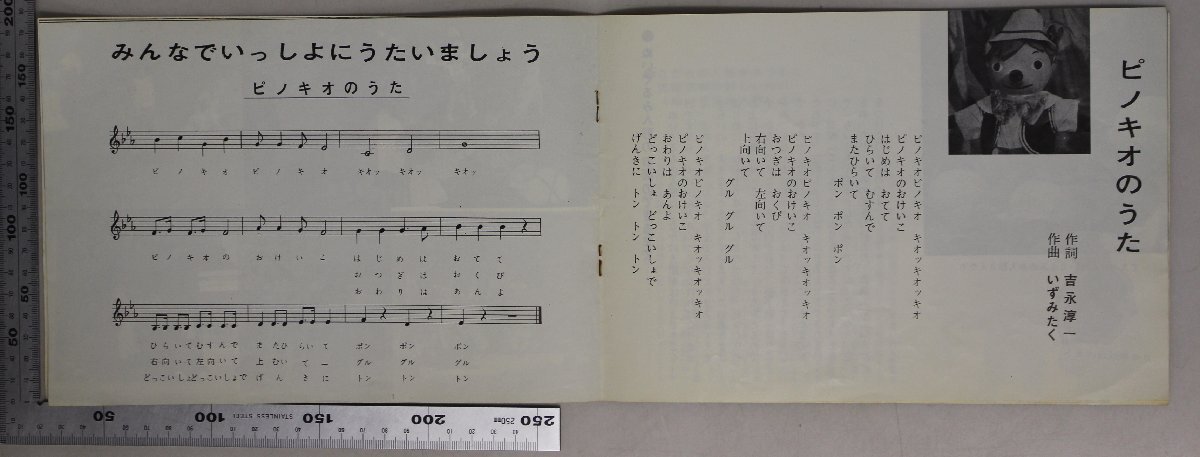 みんなでいっしよにうたいましょう
ピノキオのうた
ピノキオ ピノキオ キオッ キオッ キオッ
ピノキオの おけいこ はじめは おてて
おつぎは おくび
おわりは あんよ
ひらいてむすんで またひらいて ポン ポン ポン
右向いて左向いて 上むいてー グル グル グル
どっこいしょどっこいしょで げんきに トン トン トン
ピノキオのうた
作詞 吉永淳一
作曲 いずみたく
ピノキオピノキオ キオッキオッキオ
ピノキオのおけいこ
はじめは おてて
ひらいて むすんで
またひらいて
ポン ポン ポン
ピノキオピノキオ キオッキオッキオ
ピノキオのおけいこ
おつぎは おくび
右向いて 左向いて
上向いて
グル グル グル
ピノキオピノキオ キオッキオッキオ
ピノキオのおけいこ
おわりは あんよ
どっこいしょ どっこいしょで
げんきに トン トン トン
200
150
100
50
50
100
150
200
250
250mm
STAINLESS STEEL